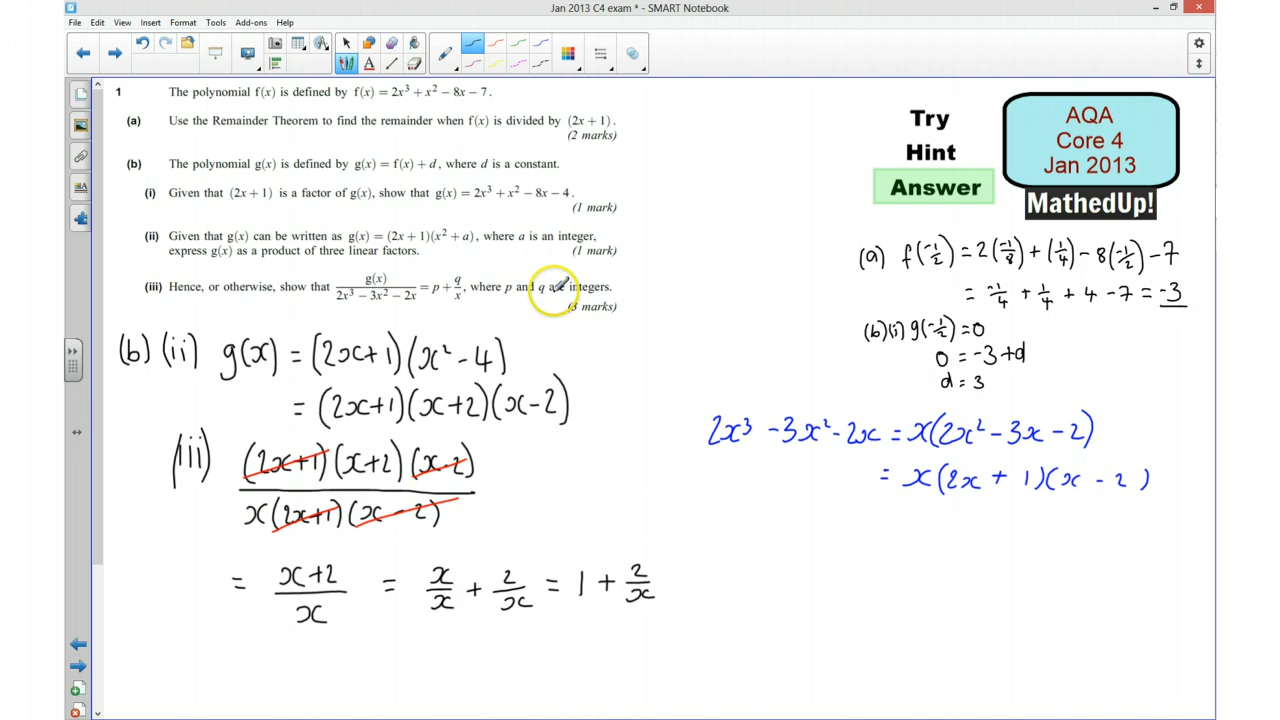 Jan 2013 C4 exam * - SMART Notebook
File Edit View Insert Format Tools Add-ons Help
1 The polynomial f(x) is defined by f(x) = 2x³ + x² − 8x − 7.
(a) Use the Remainder Theorem to find the remainder when f(x) is divided by (2x + 1).
(2 marks)
(b) The polynomial g(x) is defined by g(x) = f(x) + d, where d is a constant.
(i) Given that (2x + 1) is a factor of g(x), show that g(x) = 2x³ + x² − 8x − 4.
(1 mark)
(ii) Given that g(x) can be written as g(x) = (2x + 1)(x² + a), where a is an integer,
express g(x) as a product of three linear factors. (1 mark)
(iii) Hence, or otherwise, show that g(x)/(2x³ − 3x² − 2x) = p + q/x, where p and q are integers.
(3 marks)
Try
Hint
Answer
AQA
Core 4
Jan 2013
MathedUp!
(a) f(-1/2) = 2(-1/8) + (1/4) - 8(-1/2) - 7
= -1/4 + 1/4 + 4 - 7 = -3
(b)(i) g(-1/2) = 0
0 = -3 + d
d = 3
(b) (ii) g(x) = (2x+1)(x² - 4)
= (2x+1)(x+2)(x-2)
(iii) (2x+1)(x+2)(x-2)
x(2x+1)(x-2)
= x+2/x = x/x + 2/x = 1 + 2/x
2x³ - 3x² - 2x = x(2x² - 3x - 2)
= x(2x + 1)(x - 2)